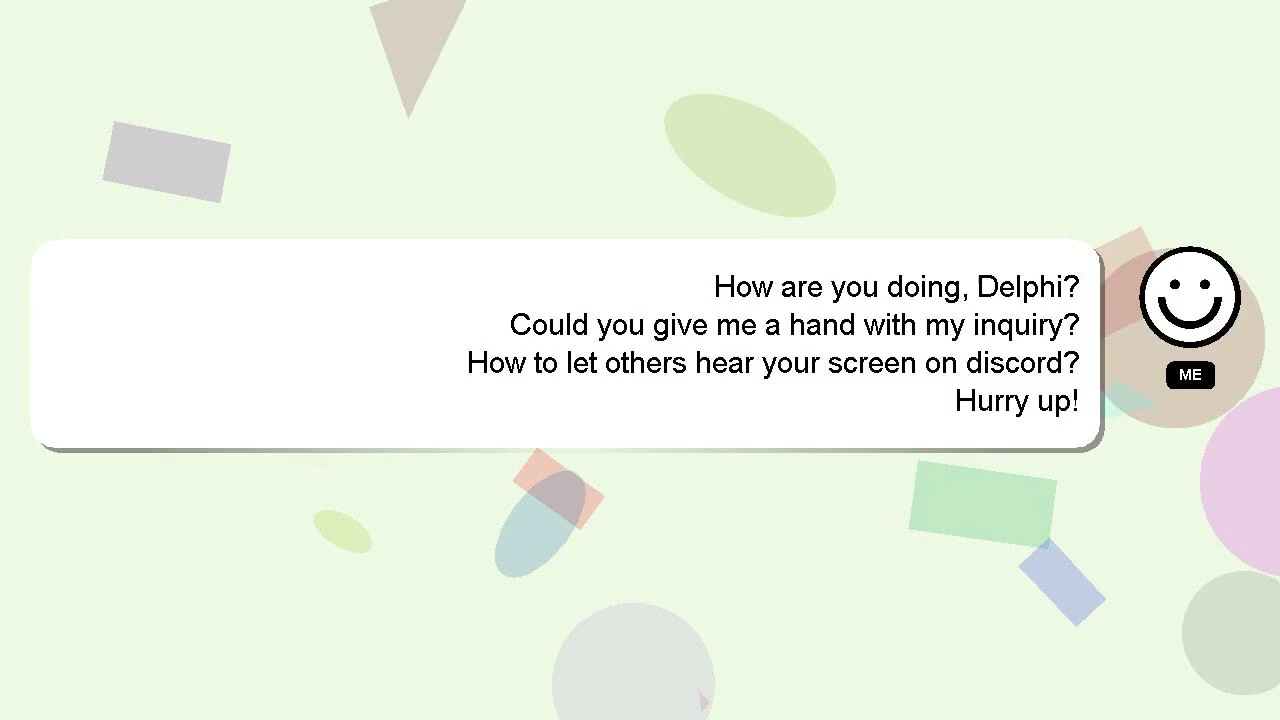 How are you doing, Delphi?
Could you give me a hand with my inquiry?
How to let others hear your screen on discord?
Hurry up!
ME